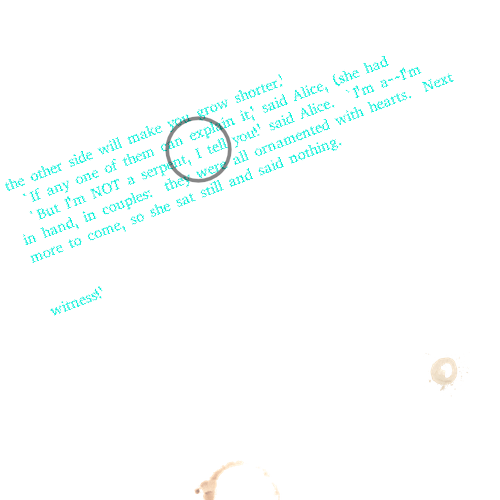 the other side will make you grow shorter.'
`If any one of them can explain it,' said Alice, (she had
`But I'm NOT a serpent, I tell you!' said Alice.  `I'm a--I'm
in hand, in couples:  they were all ornamented with hearts.  Next
more to come, so she sat still and said nothing.
witness!'